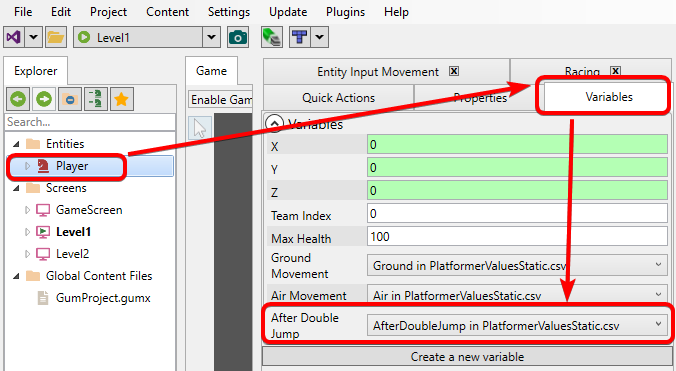 File Edit Project Content Settings Update Plugins Help
Level1
Explorer
Game
Entity Input Movement
Racing
Enable Gam
Quick Actions
Properties
Variables
Search...
Variables
Entities
Player
Screens
GameScreen
Level1
Level2
Global Content Files
GumProject.gumx
X
0
Y
0
Z
0
Team Index
0
Max Health
100
Ground
Movement
Ground in PlatformerValuesStatic.csv
Air Movement
Air in PlatformerValuesStatic.csv
After Double
Jump
AfterDoubleJump in PlatformerValuesStatic.csv
Create a new variable